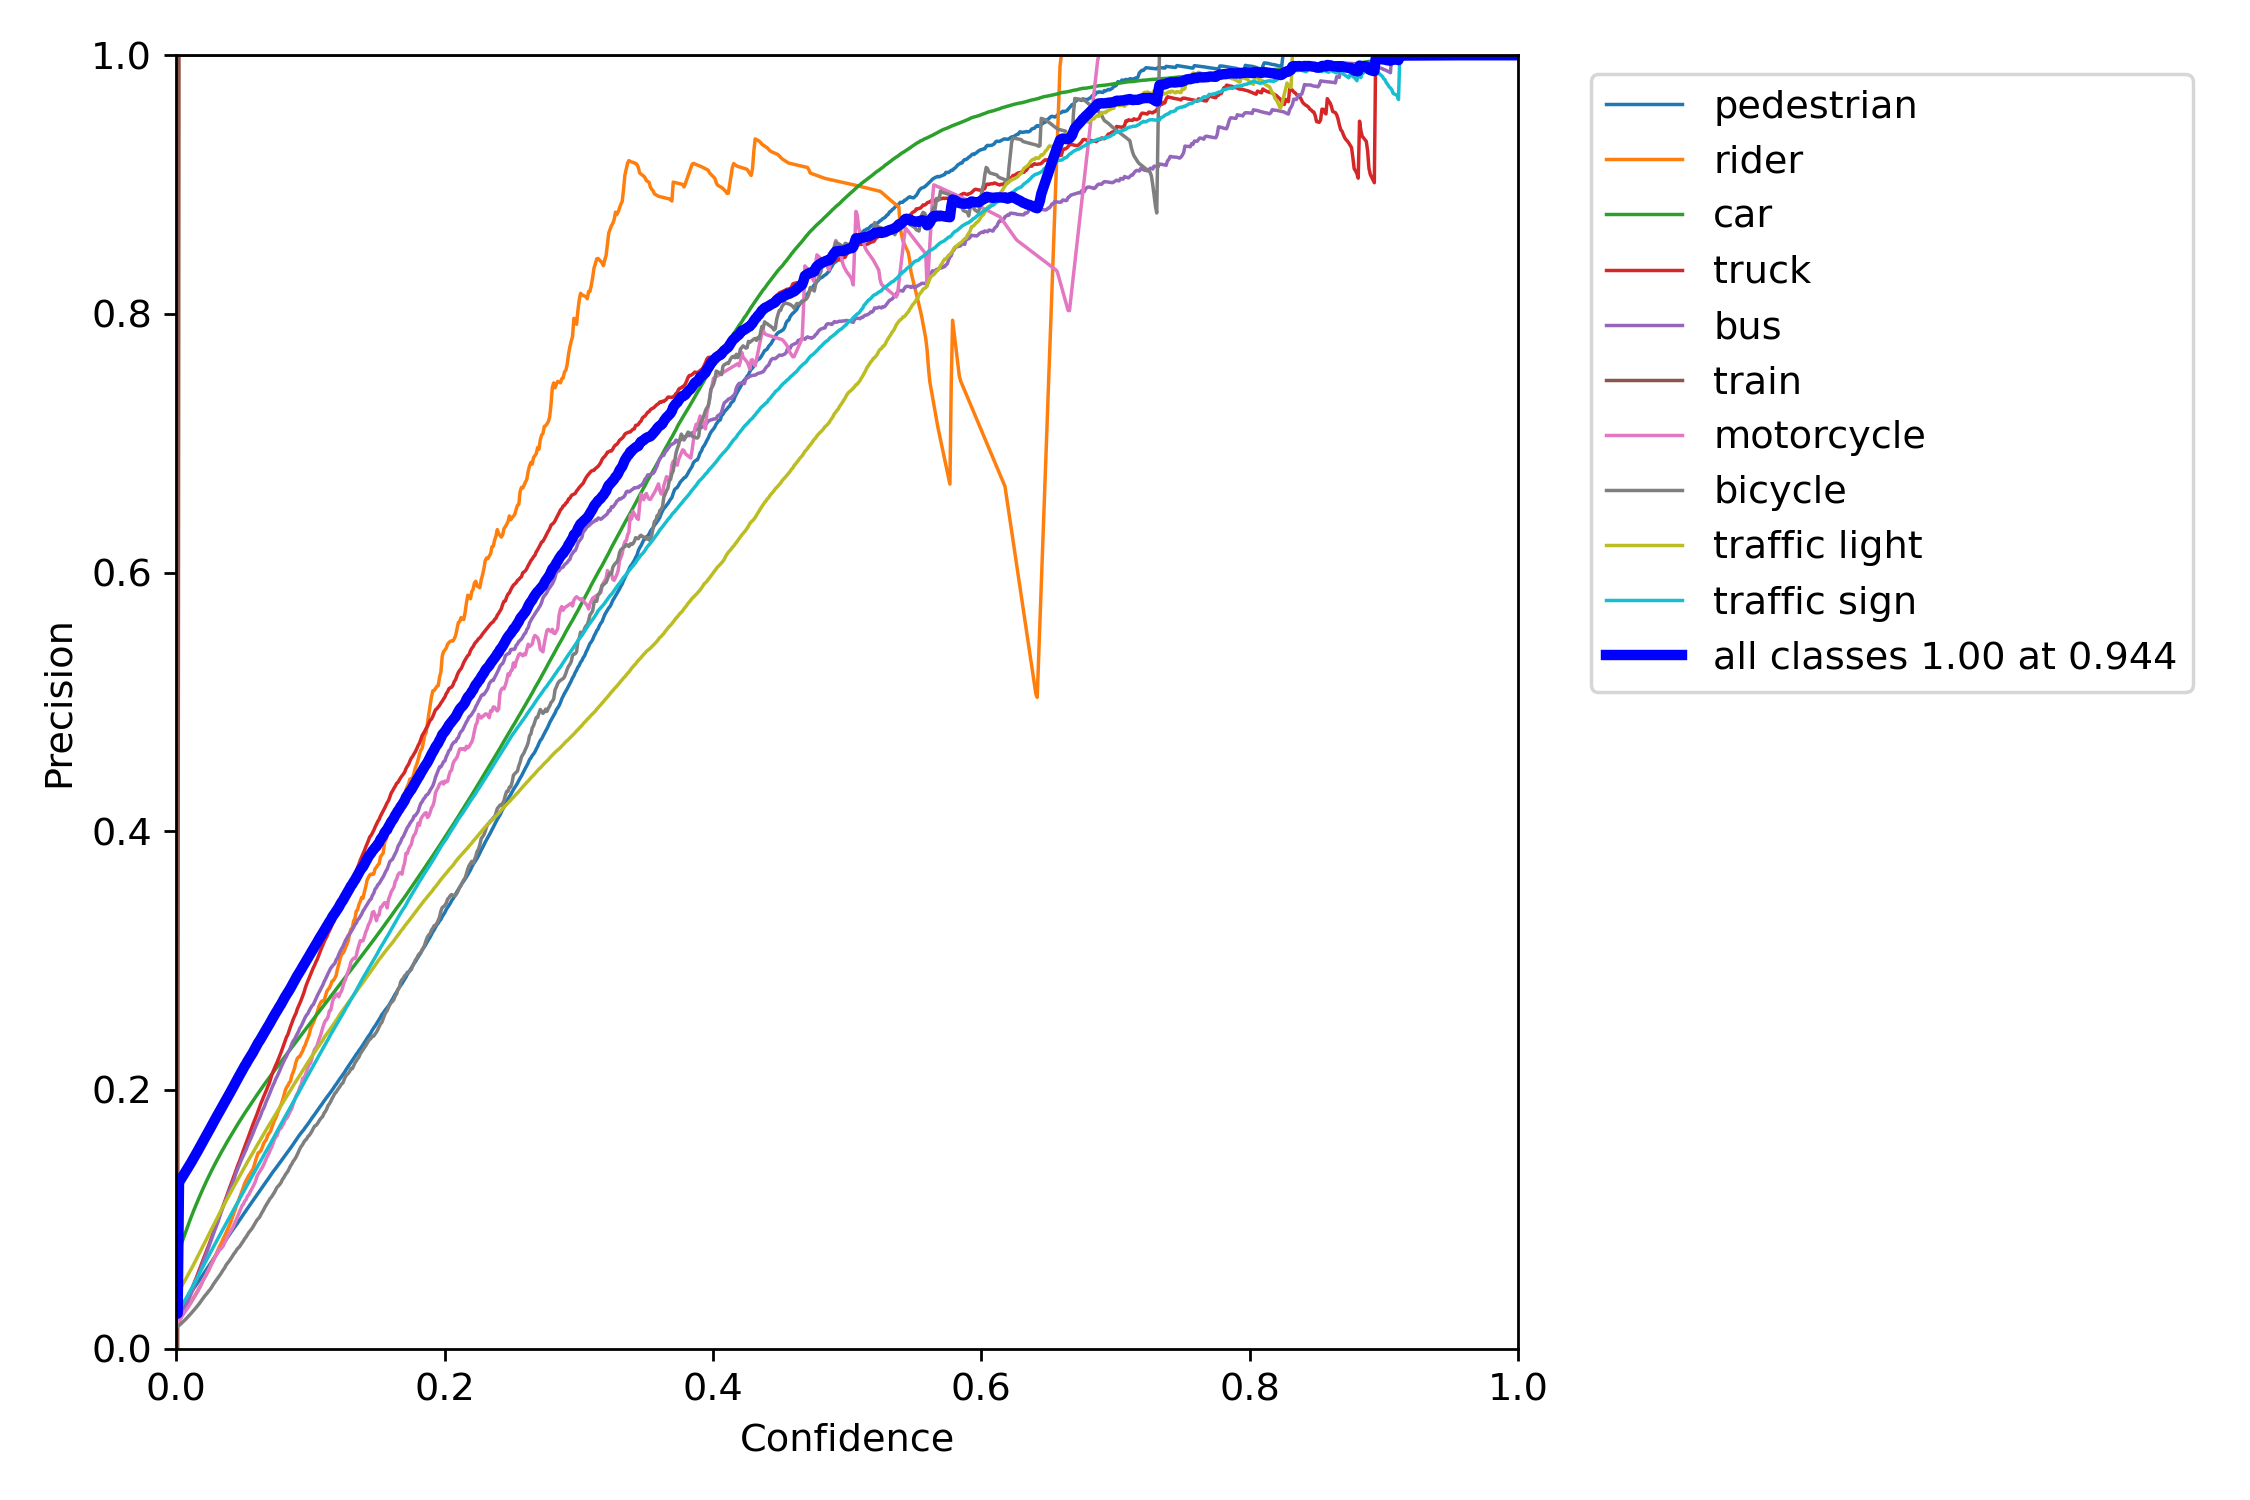 1.0
0.8
0.6
0.4
0.2
0.0
Precision
0.0 0.2 0.4 0.6 0.8 1.0
Confidence
pedestrian
rider
car
truck
bus
train
motorcycle
bicycle
traffic light
traffic sign
all classes 1.00 at 0.944